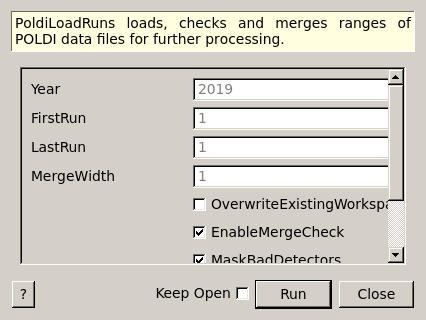 PoldiLoadRuns loads, checks and merges ranges of
POLDI data files for further processing.
Year 2019
FirstRun 1
LastRun 1
MergeWidth 1
OverwriteExistingWorkspa
EnableMergeCheck
MaskBadDetectors
? Keep Open Run Close